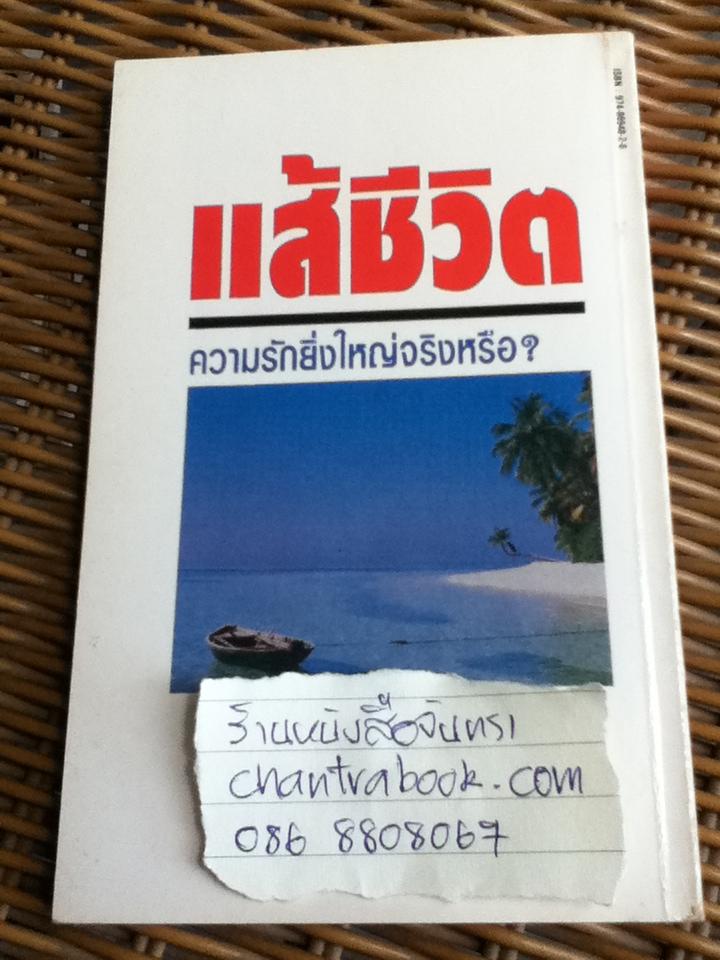 แส้ชีวิต
ความรักยิ่งใหญ่จริงหรือ?
ร้านหนังสือจันทรา
chantrabook.com
086 8808067